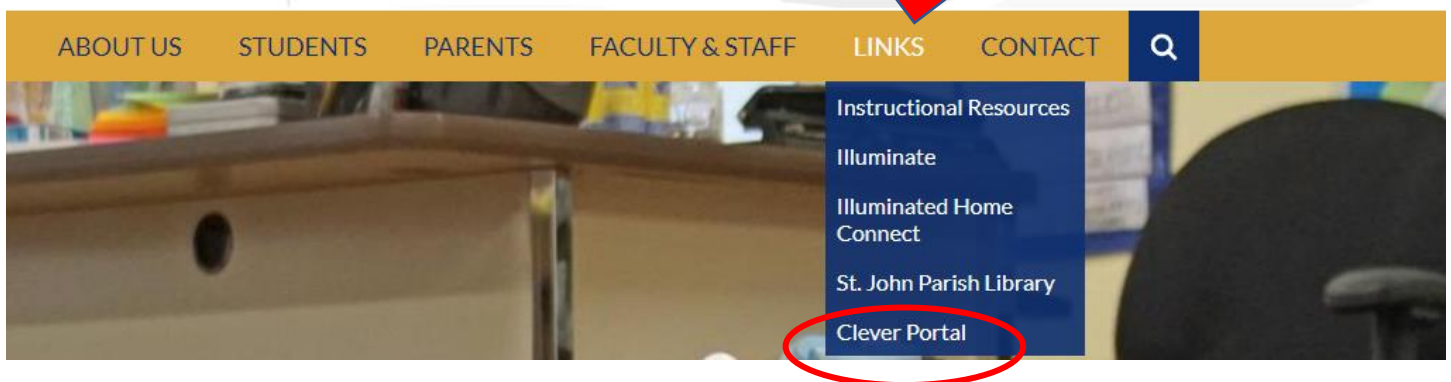 ABOUT US STUDENTS PARENTS FACULTY & STAFF LINKS CONTACT
Instructional Resources
Illuminate
Illuminated Home
Connect
St. John Parish Library
Clever Portal